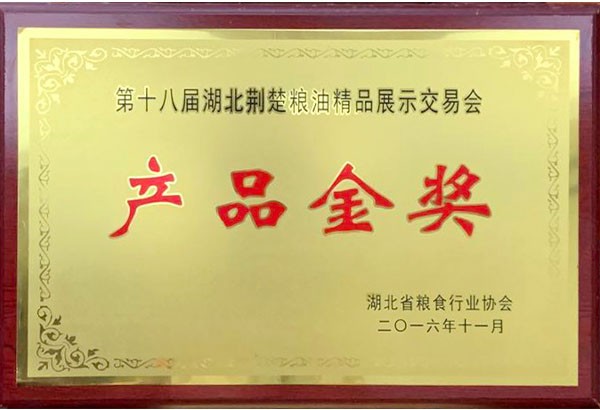 第十八届湖北荆楚粮油精品展示交易会
产品金奖
湖北省粮食行业协会
二〇一六年十一月